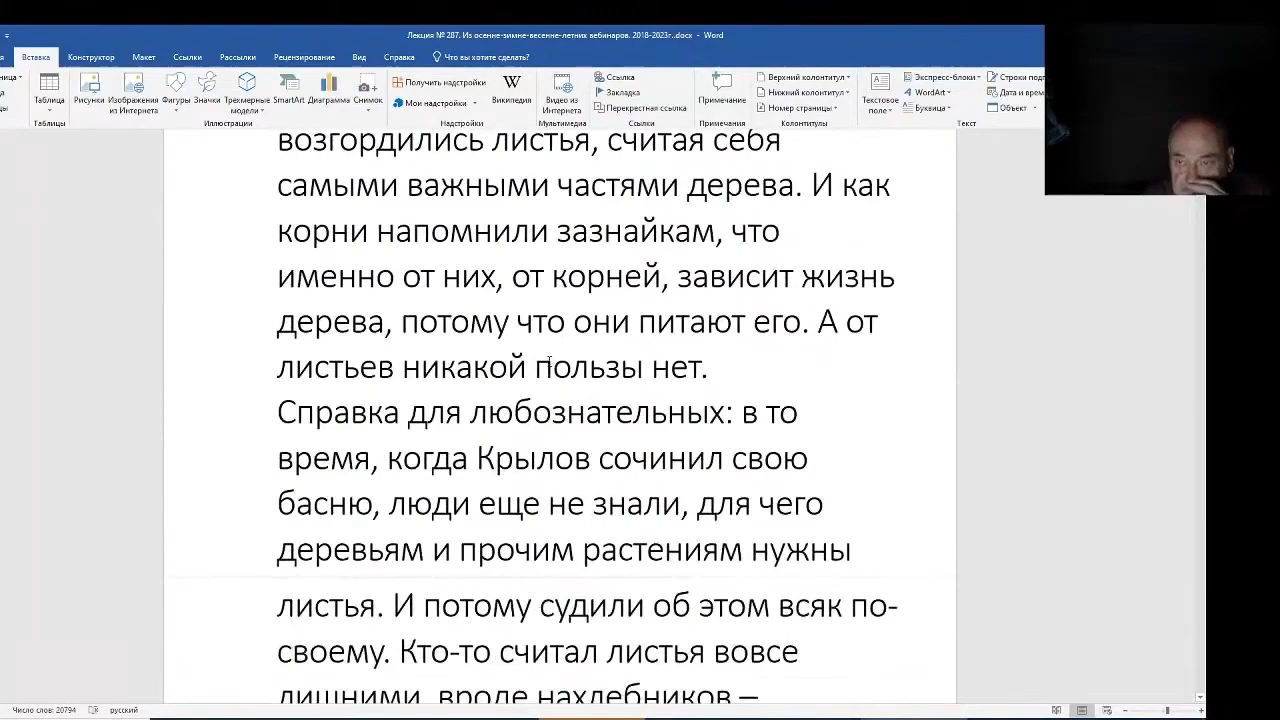 Лекция № 287. Из осенне-зимне-весенне-летних вебинаров. 2018-2023г..docx - Word
Вставка Конструктор Макет Ссылки Рассылки Рецензирование Вид Справка Что вы хотите сделать?
Таблица
Таблицы
Рисунки Изображения из Интернета Фигуры Значки Трехмерные модели SmartArt Диаграмма Снимок
Иллюстрации
Получить надстройки
Мои надстройки
Википедия
Надстройки
Видео из Интернета
Мультимедиа
Ссылка
Закладка
Перекрестная ссылка
Ссылки
Примечание
Примечания
Верхний колонтитул
Нижний колонтитул
Номер страницы
Колонтитулы
Текстовое поле
Экспресс-блоки
WordArt
Буквица
Строки под
Дата и врем
Объект
Текст
возгордились листья, считая себя
самыми важными частями дерева. И как
корни напомнили зазнайкам, что
именно от них, от корней, зависит жизнь
дерева, потому что они питают его. А от
листьев никакой пользы нет.
Справка для любознательных: в то
время, когда Крылов сочинил свою
басню, люди еще не знали, для чего
деревьям и прочим растениям нужны
листья. И потому судили об этом всяк по-
своему. Кто-то считал листья вовсе
лишними, вроде нахлебников –
Число слов: 20794 русский